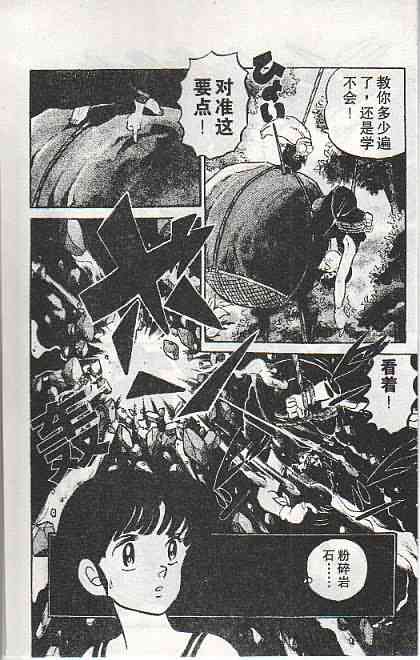 教你多少遍
了，还是学
不会！
ひょい
对准这
要点！
看着！
轰
粉碎岩
石……